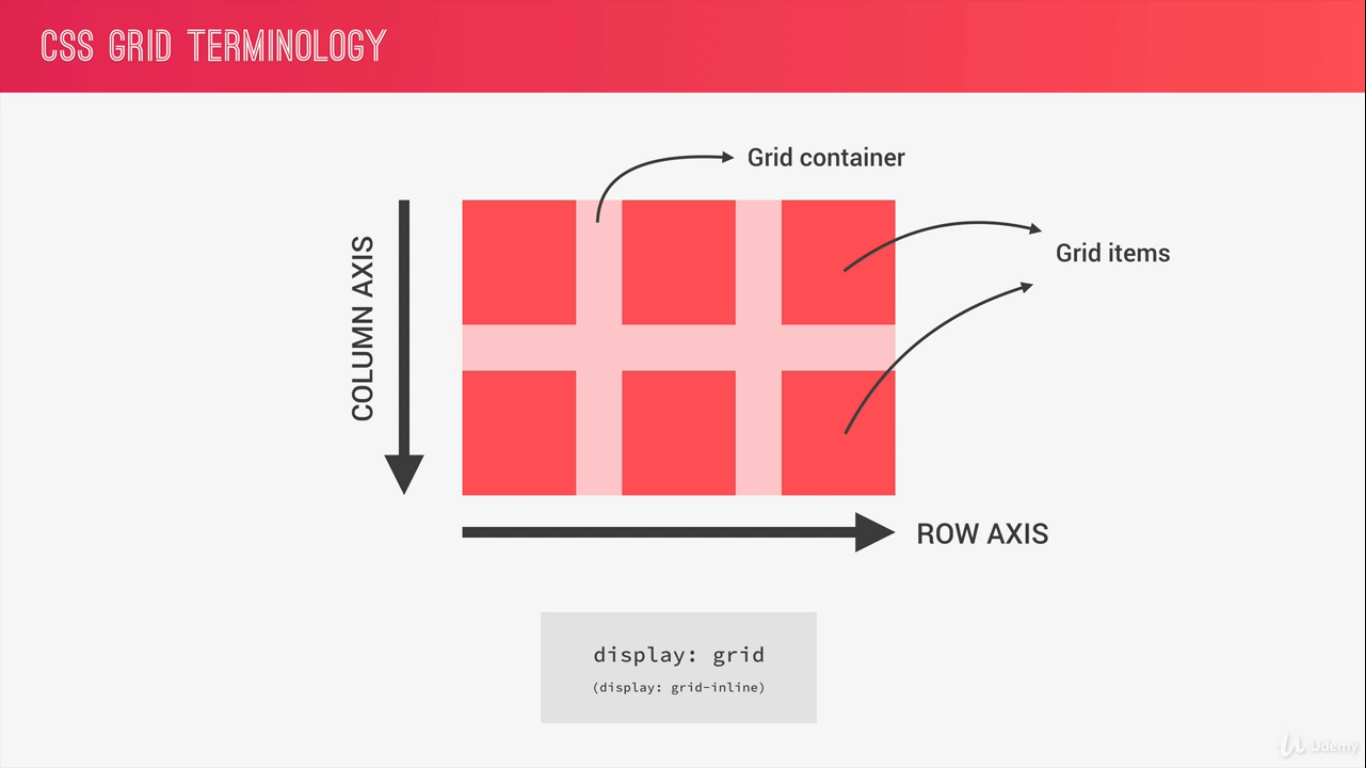 CSS GRID TERMINOLOGY
Grid container
Grid items
COLUMN AXIS
ROW AXIS
display: grid
(display: grid-inline)
Udemy